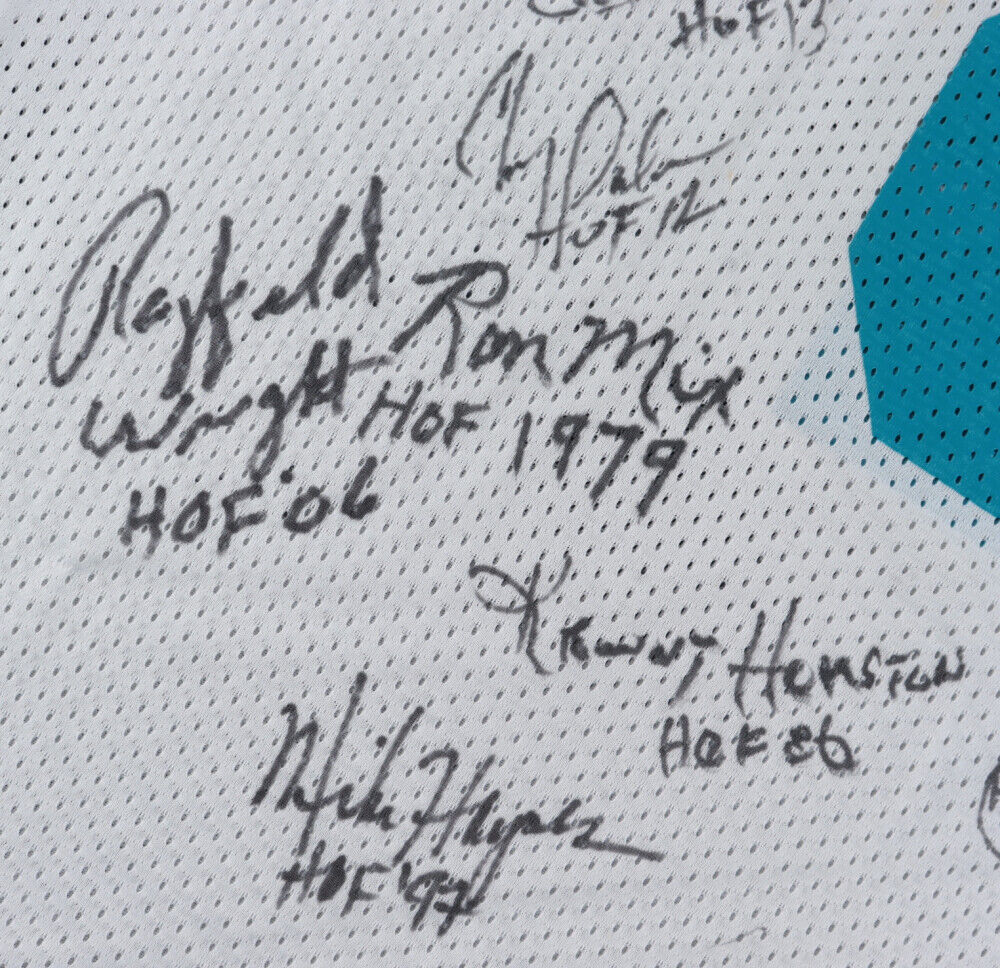 HOF 13
HOF. 12
Rayfield
Wright
HOF '06
Ron Mix
HOF 1979
Kenny Houston
HOF 86
Mike Haynes
HOF '97